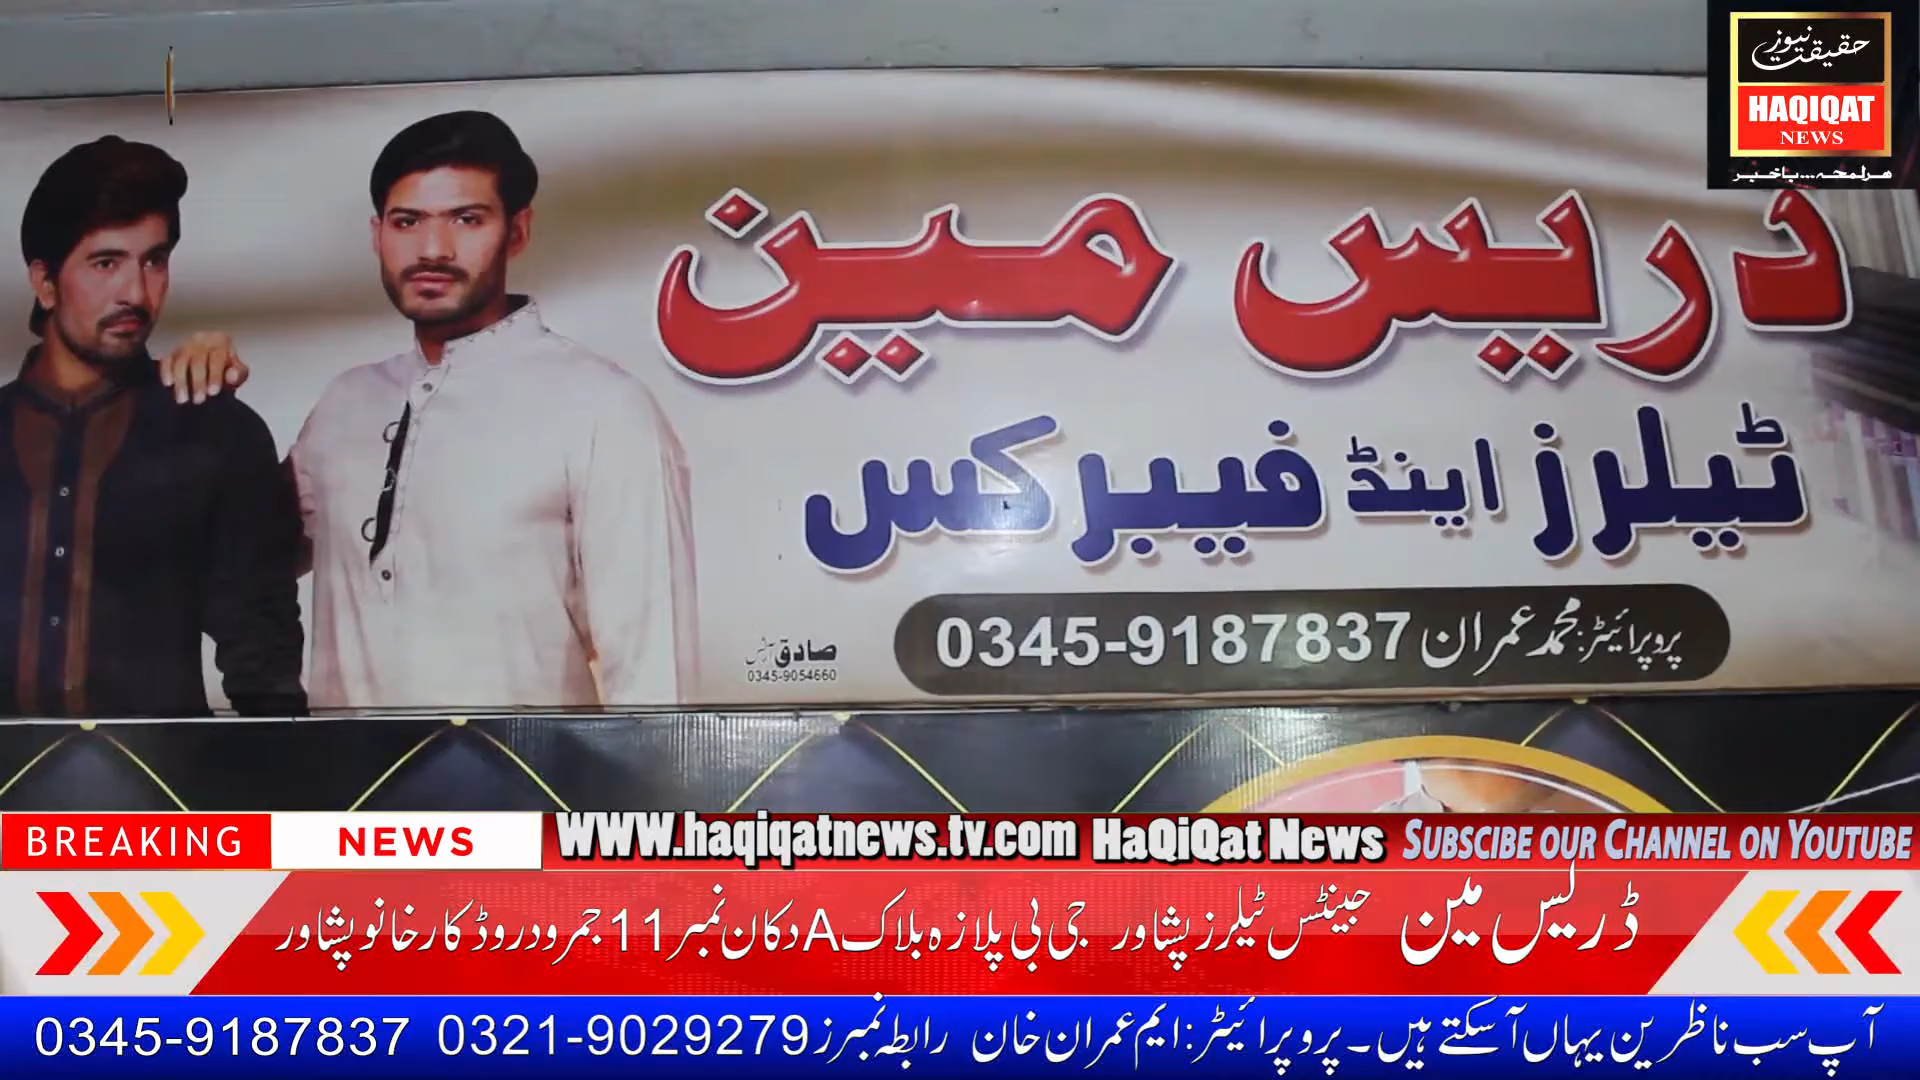 حقیقت نیوز
HAQIQAT
NEWS
ہر لمحہ...باخبر
دریس مین
ٹیلرز اینڈ فیبرکس
پروپرائیٹر: محمد عمران 0345-9187837
صادق آرٹس
0345-9054660
BREAKING NEWS WWW.haqiqatnews.tv.com HaQiQat News SUBSCIBE OUR CHANNEL ON YOUTUBE
ڈریس مین جینٹس ٹیلرز پشاور جی بی پلازہ بلاک A دکان نمبر 11 جمرود روڈ کارخانو پشاور
آپ سب ناظرین یہاں آسکتے ہیں۔ پروپرائیٹر: ایم عمران خان رابطہ نمبرز 0321-9029279 0345-9187837